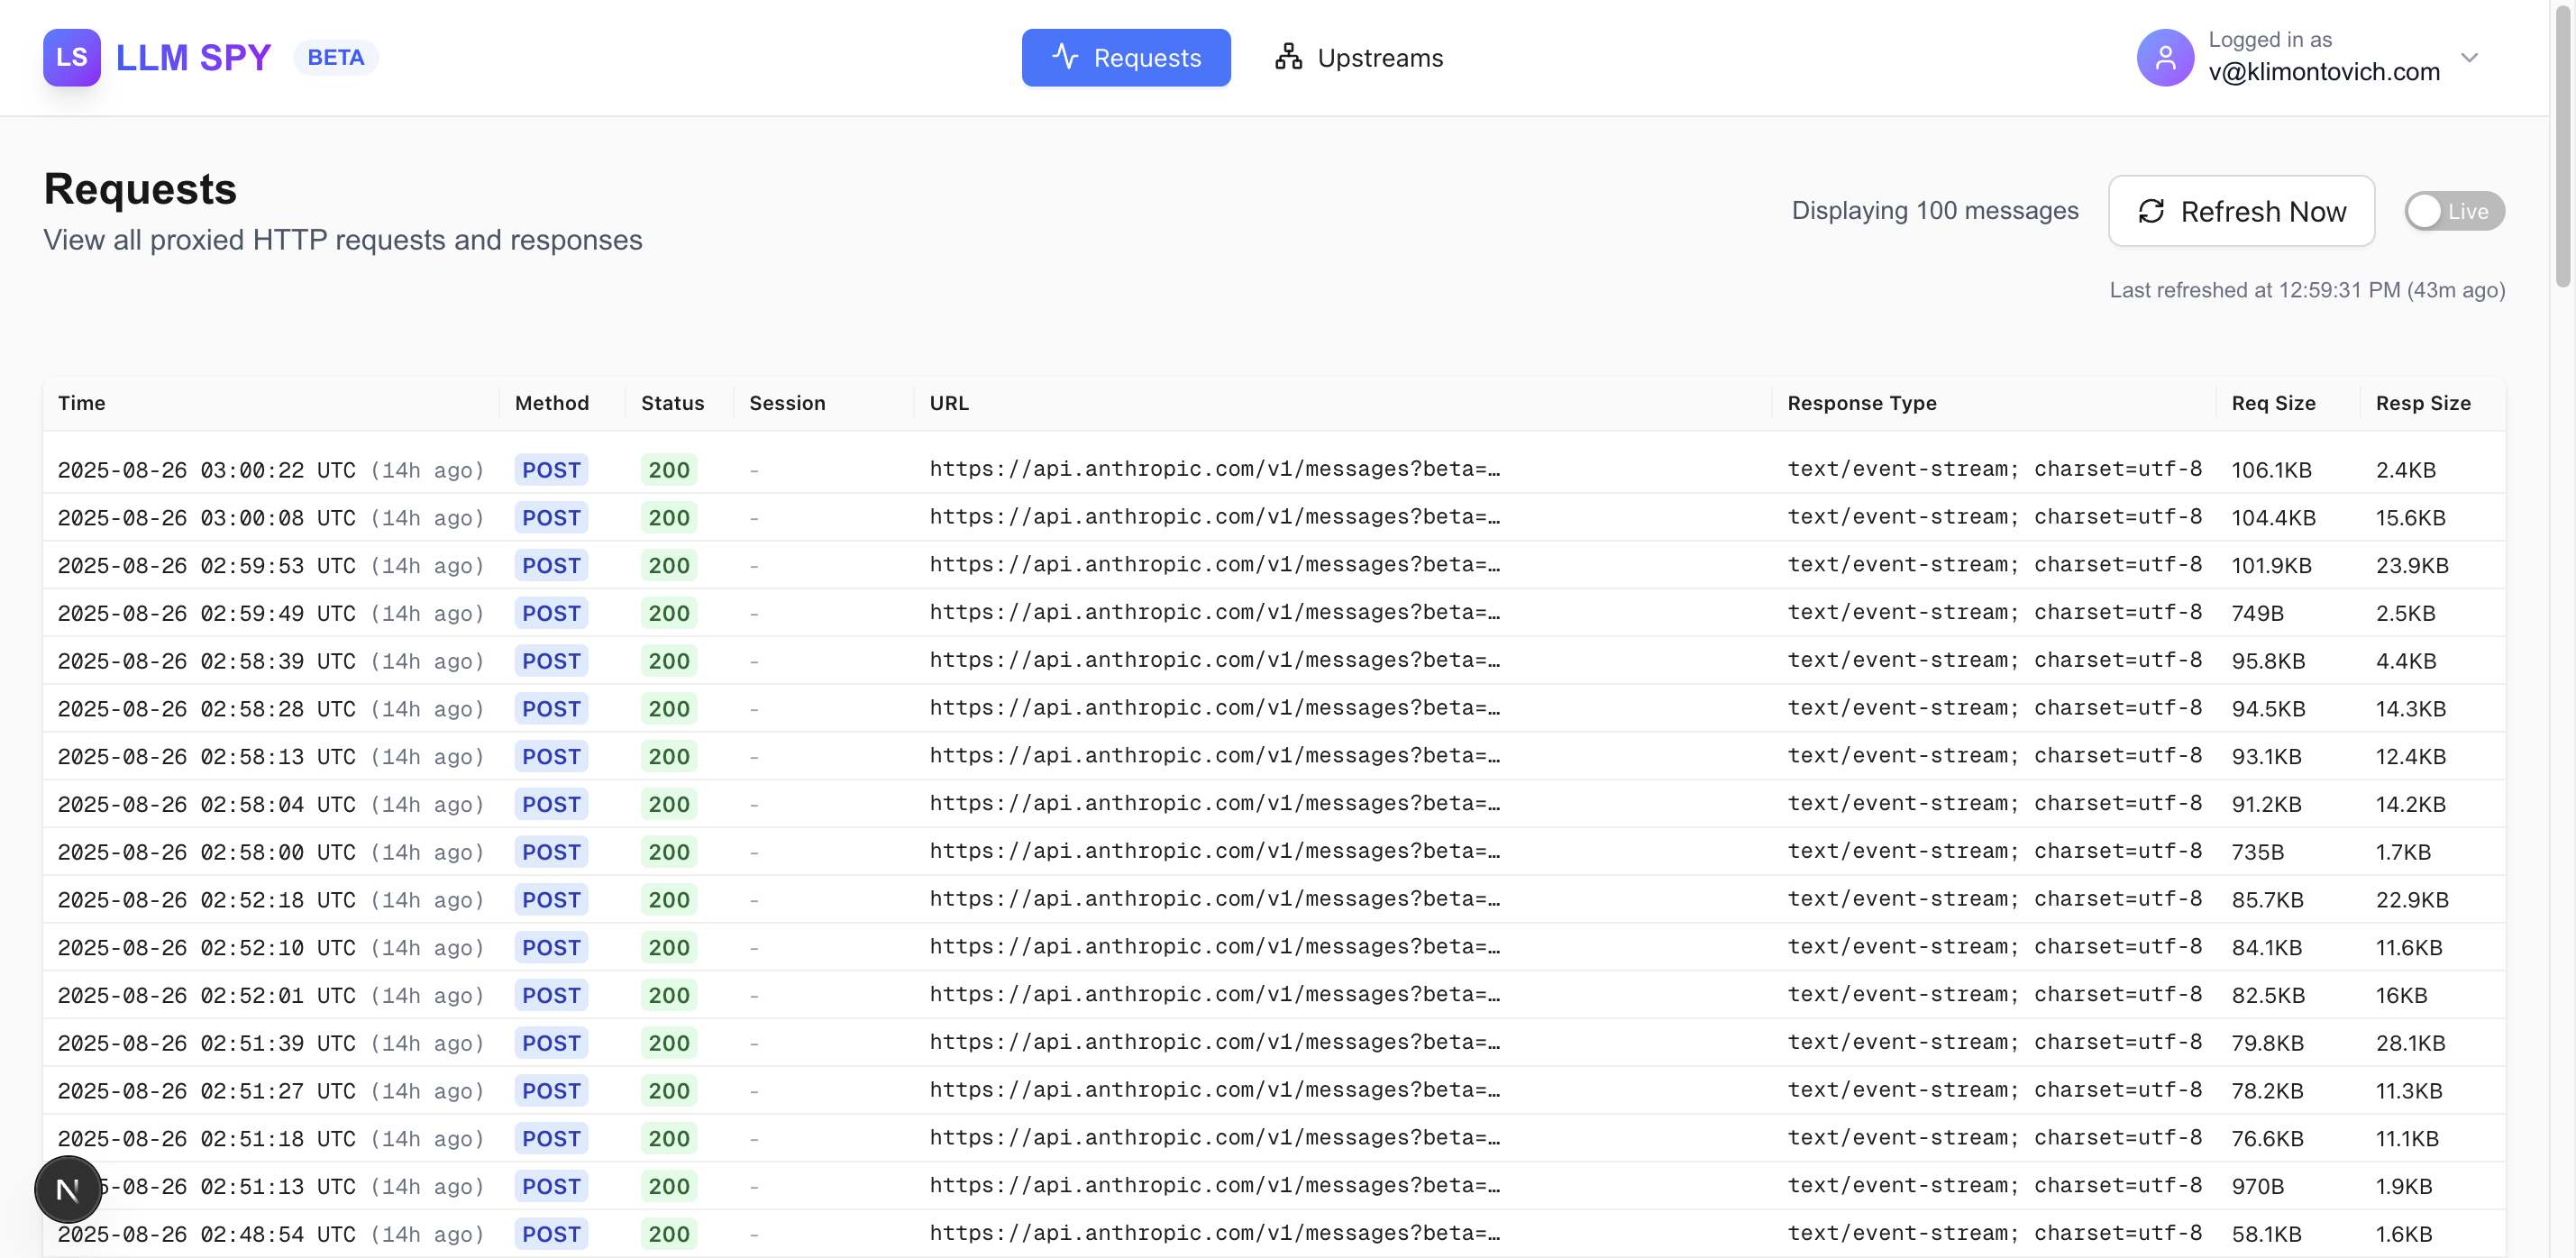 LS LLM SPY BETA Requests Upstreams Logged in as
v@klimontovich.com
Requests
View all proxied HTTP requests and responses
Displaying 100 messages Refresh Now Live
Last refreshed at 12:59:31 PM (43m ago)
Time Method Status Session URL Response Type Req Size Resp Size
2025-08-26 03:00:22 UTC (14h ago) POST 200 - https://api.anthropic.com/v1/messages?beta=… text/event-stream; charset=utf-8 106.1KB 2.4KB
2025-08-26 03:00:08 UTC (14h ago) POST 200 - https://api.anthropic.com/v1/messages?beta=… text/event-stream; charset=utf-8 104.4KB 15.6KB
2025-08-26 02:59:53 UTC (14h ago) POST 200 - https://api.anthropic.com/v1/messages?beta=… text/event-stream; charset=utf-8 101.9KB 23.9KB
2025-08-26 02:59:49 UTC (14h ago) POST 200 - https://api.anthropic.com/v1/messages?beta=… text/event-stream; charset=utf-8 749B 2.5KB
2025-08-26 02:58:39 UTC (14h ago) POST 200 - https://api.anthropic.com/v1/messages?beta=… text/event-stream; charset=utf-8 95.8KB 4.4KB
2025-08-26 02:58:28 UTC (14h ago) POST 200 - https://api.anthropic.com/v1/messages?beta=… text/event-stream; charset=utf-8 94.5KB 14.3KB
2025-08-26 02:58:13 UTC (14h ago) POST 200 - https://api.anthropic.com/v1/messages?beta=… text/event-stream; charset=utf-8 93.1KB 12.4KB
2025-08-26 02:58:04 UTC (14h ago) POST 200 - https://api.anthropic.com/v1/messages?beta=… text/event-stream; charset=utf-8 91.2KB 14.2KB
2025-08-26 02:58:00 UTC (14h ago) POST 200 - https://api.anthropic.com/v1/messages?beta=… text/event-stream; charset=utf-8 735B 1.7KB
2025-08-26 02:52:18 UTC (14h ago) POST 200 - https://api.anthropic.com/v1/messages?beta=… text/event-stream; charset=utf-8 85.7KB 22.9KB
2025-08-26 02:52:10 UTC (14h ago) POST 200 - https://api.anthropic.com/v1/messages?beta=… text/event-stream; charset=utf-8 84.1KB 11.6KB
2025-08-26 02:52:01 UTC (14h ago) POST 200 - https://api.anthropic.com/v1/messages?beta=… text/event-stream; charset=utf-8 82.5KB 16KB
2025-08-26 02:51:39 UTC (14h ago) POST 200 - https://api.anthropic.com/v1/messages?beta=… text/event-stream; charset=utf-8 79.8KB 28.1KB
2025-08-26 02:51:27 UTC (14h ago) POST 200 - https://api.anthropic.com/v1/messages?beta=… text/event-stream; charset=utf-8 78.2KB 11.3KB
2025-08-26 02:51:18 UTC (14h ago) POST 200 - https://api.anthropic.com/v1/messages?beta=… text/event-stream; charset=utf-8 76.6KB 11.1KB
N 5-08-26 02:51:13 UTC (14h ago) POST 200 - https://api.anthropic.com/v1/messages?beta=… text/event-stream; charset=utf-8 970B 1.9KB
2025-08-26 02:48:54 UTC (14h ago) POST 200 - https://api.anthropic.com/v1/messages?beta=… text/event-stream; charset=utf-8 58.1KB 1.6KB